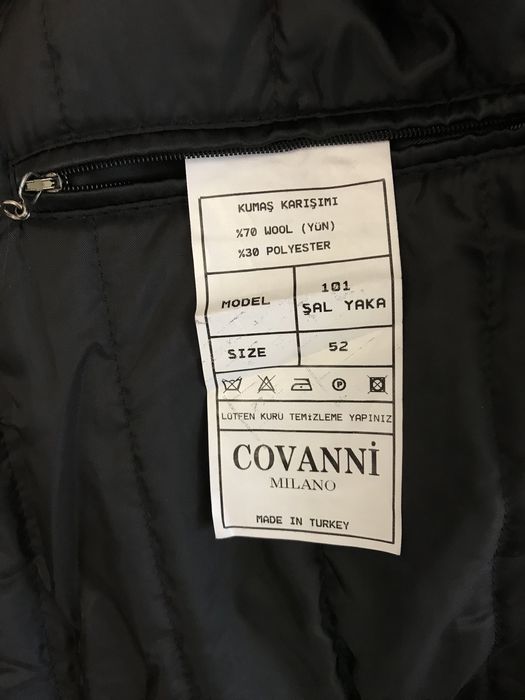 KUMAŞ KARIŞIMI
%70 WOOL (YÜN)
%30 POLYESTER
MODEL 101 ŞAL YAKA
SIZE 52
P
LÜTFEN KURU TEMİZLEME YAPINIZ
COVANNİ
MILANO
MADE IN TURKEY